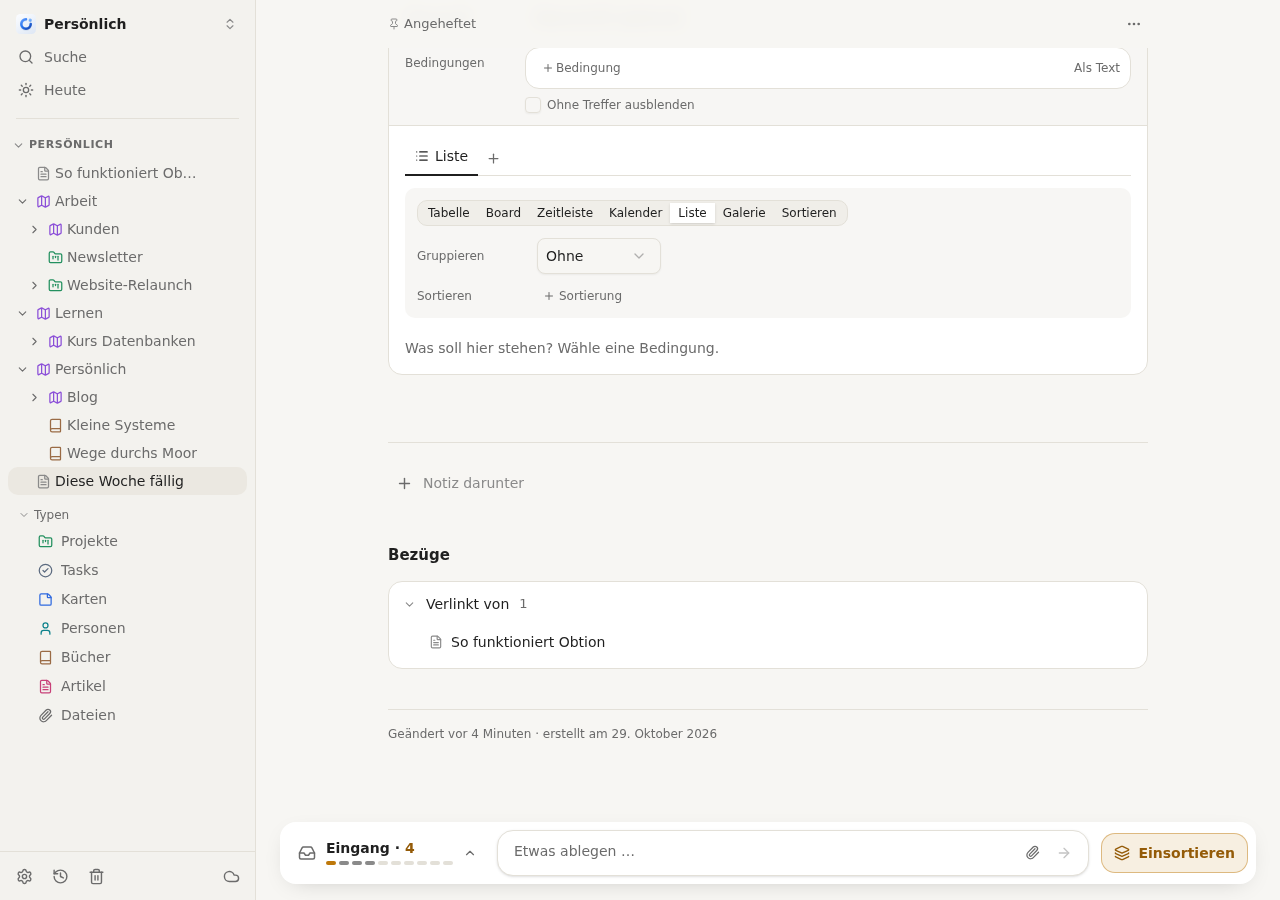 Persönlich
Suche
Heute
PERSÖNLICH
So funktioniert Ob…
Arbeit
Kunden
Newsletter
Website-Relaunch
Lernen
Kurs Datenbanken
Persönlich
Blog
Kleine Systeme
Wege durchs Moor
Diese Woche fällig
Typen
Projekte
Tasks
Karten
Personen
Bücher
Artikel
Dateien
Angeheftet
Bedingungen
Bedingung
Als Text
Ohne Treffer ausblenden
Liste
Tabelle Board Zeitleiste Kalender Liste Galerie Sortieren
Gruppieren Ohne
Sortieren + Sortierung
Was soll hier stehen? Wähle eine Bedingung.
Notiz darunter
Bezüge
Verlinkt von 1
So funktioniert Obtion
Geändert vor 4 Minuten · erstellt am 29. Oktober 2026
Eingang · 4
Etwas ablegen …
Einsortieren